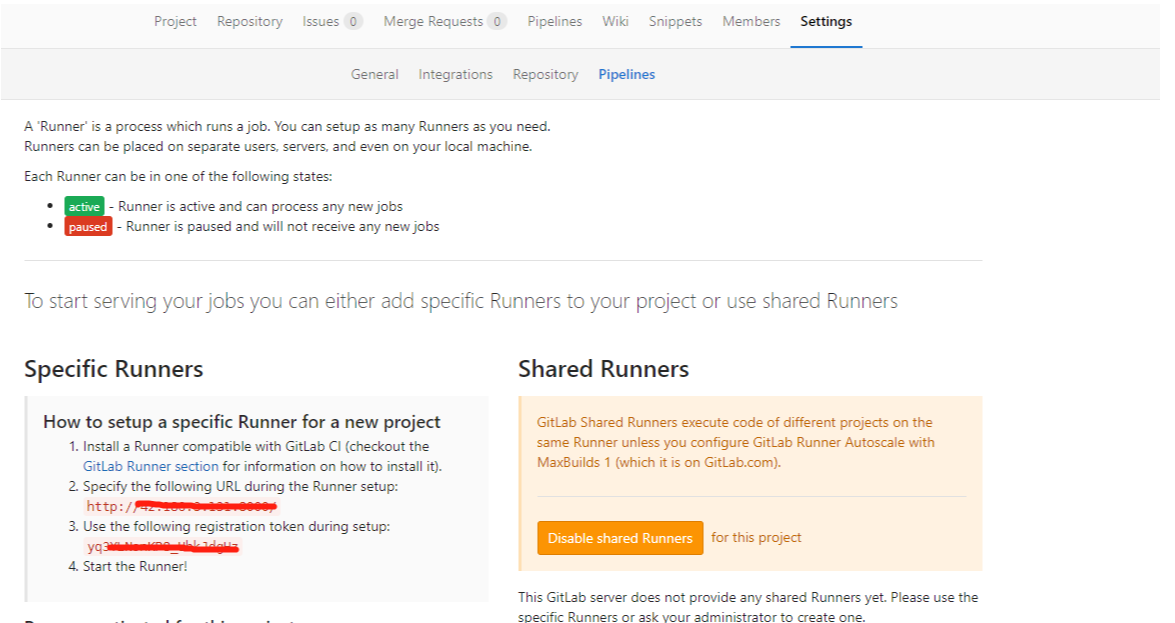 Project Repository Issues 0 Merge Requests 0 Pipelines Wiki Snippets Members Settings
General Integrations Repository Pipelines
A 'Runner' is a process which runs a job. You can setup as many Runners as you need.
Runners can be placed on separate users, servers, and even on your local machine.
Each Runner can be in one of the following states:
• active - Runner is active and can process any new jobs
• paused - Runner is paused and will not receive any new jobs
To start serving your jobs you can either add specific Runners to your project or use shared Runners
Specific Runners
How to setup a specific Runner for a new project
1. Install a Runner compatible with GitLab CI (checkout the
GitLab Runner section for information on how to install it).
2. Specify the following URL during the Runner setup:
http://
3. Use the following registration token during setup:
4. Start the Runner!
Shared Runners
GitLab Shared Runners execute code of different projects on the
same Runner unless you configure GitLab Runner Autoscale with
MaxBuilds 1 (which it is on GitLab.com).
Disable shared Runners for this project
This GitLab server does not provide any shared Runners yet. Please use the
specific Runners or ask your administrator to create one.